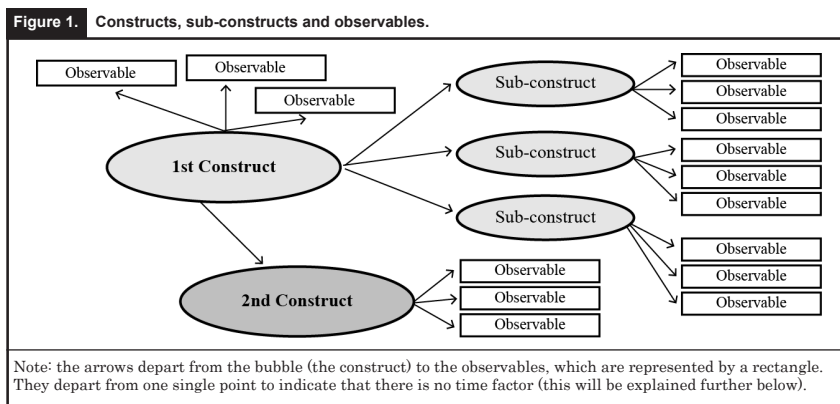 Figure 1. Constructs, sub-constructs and observables.
Observable
Observable
Observable
1st Construct
Sub-construct
Observable
Observable
Observable
Sub-construct
Observable
Observable
Observable
Sub-construct
Observable
Observable
Observable
2nd Construct
Observable
Observable
Observable
Note: the arrows depart from the bubble (the construct) to the observables, which are represented by a rectangle.
They depart from one single point to indicate that there is no time factor (this will be explained further below).